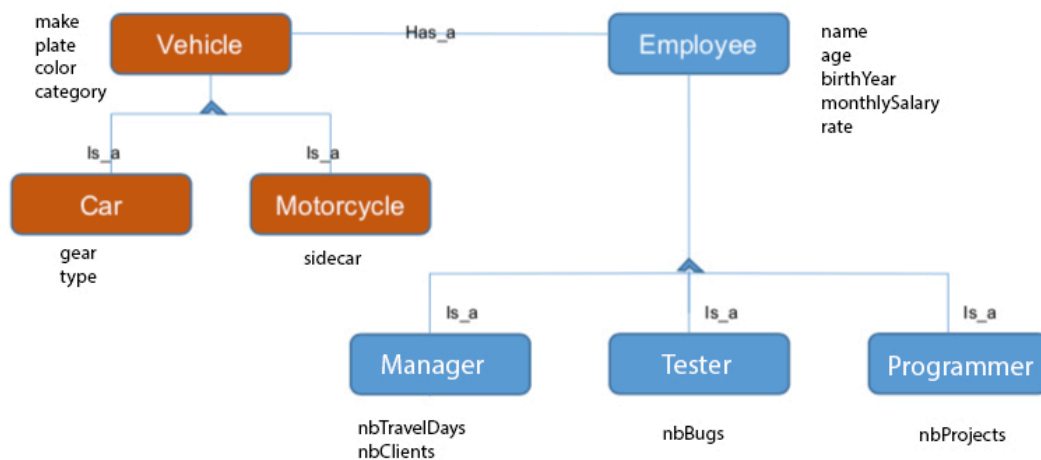 make
plate
color
category
Vehicle
Has_a
Employee
name
age
birthYear
monthlySalary
rate
Is_a
Is_a
Car
Motorcycle
gear
type
sidecar
Is_a
Is_a
Is_a
Manager
Tester
Programmer
nbTravelDays
nbClients
nbBugs
nbProjects